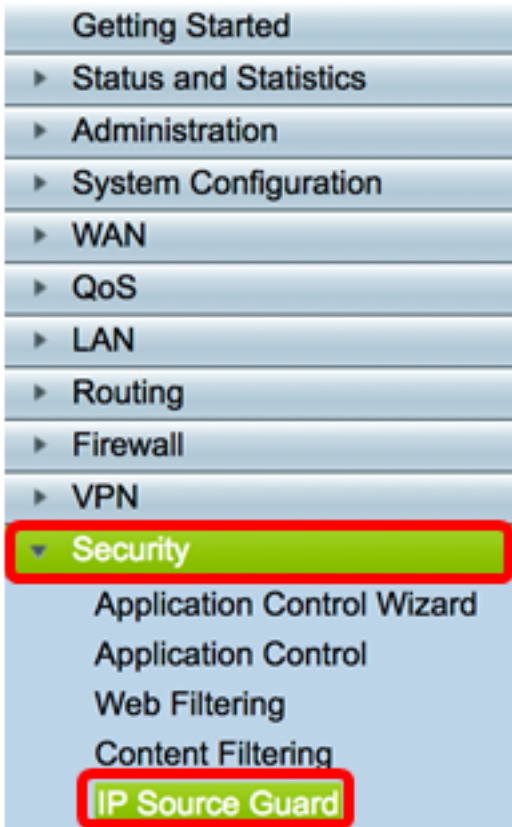 Getting Started
Status and Statistics
Administration
System Configuration
WAN
QoS
LAN
Routing
Firewall
VPN
Security
Application Control Wizard
Application Control
Web Filtering
Content Filtering
IP Source Guard